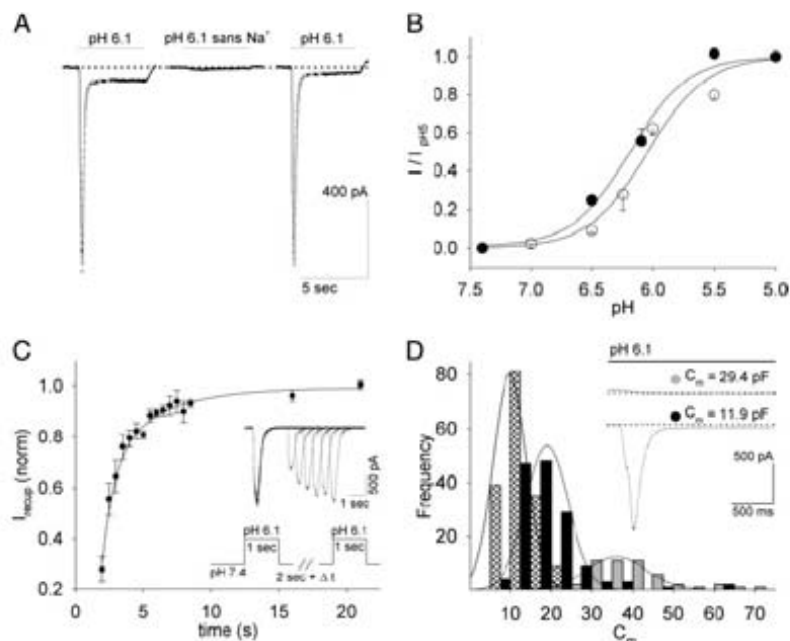 A
pH 6.1
pH 6.1 sans Na⁺
pH 6.1
400 pA
5 sec
B
I / I pH5
1.0
0.8
0.6
0.4
0.2
0.0
7.5 7.0 6.5 6.0 5.5 5.0
pH
C
I recup (norm)
1.0
0.8
0.6
0.4
0.2
0 5 10 15 20
time (s)
500 pA
1 sec
pH 6.1
1 sec
pH 6.1
1 sec
pH 7.4
2 sec + Δ t
D
Frequency
80
60
40
20
10 20 30 40 50 60 70
Cm
pH 6.1
Cm = 29.4 pF
Cm = 11.9 pF
500 pA
500 ms